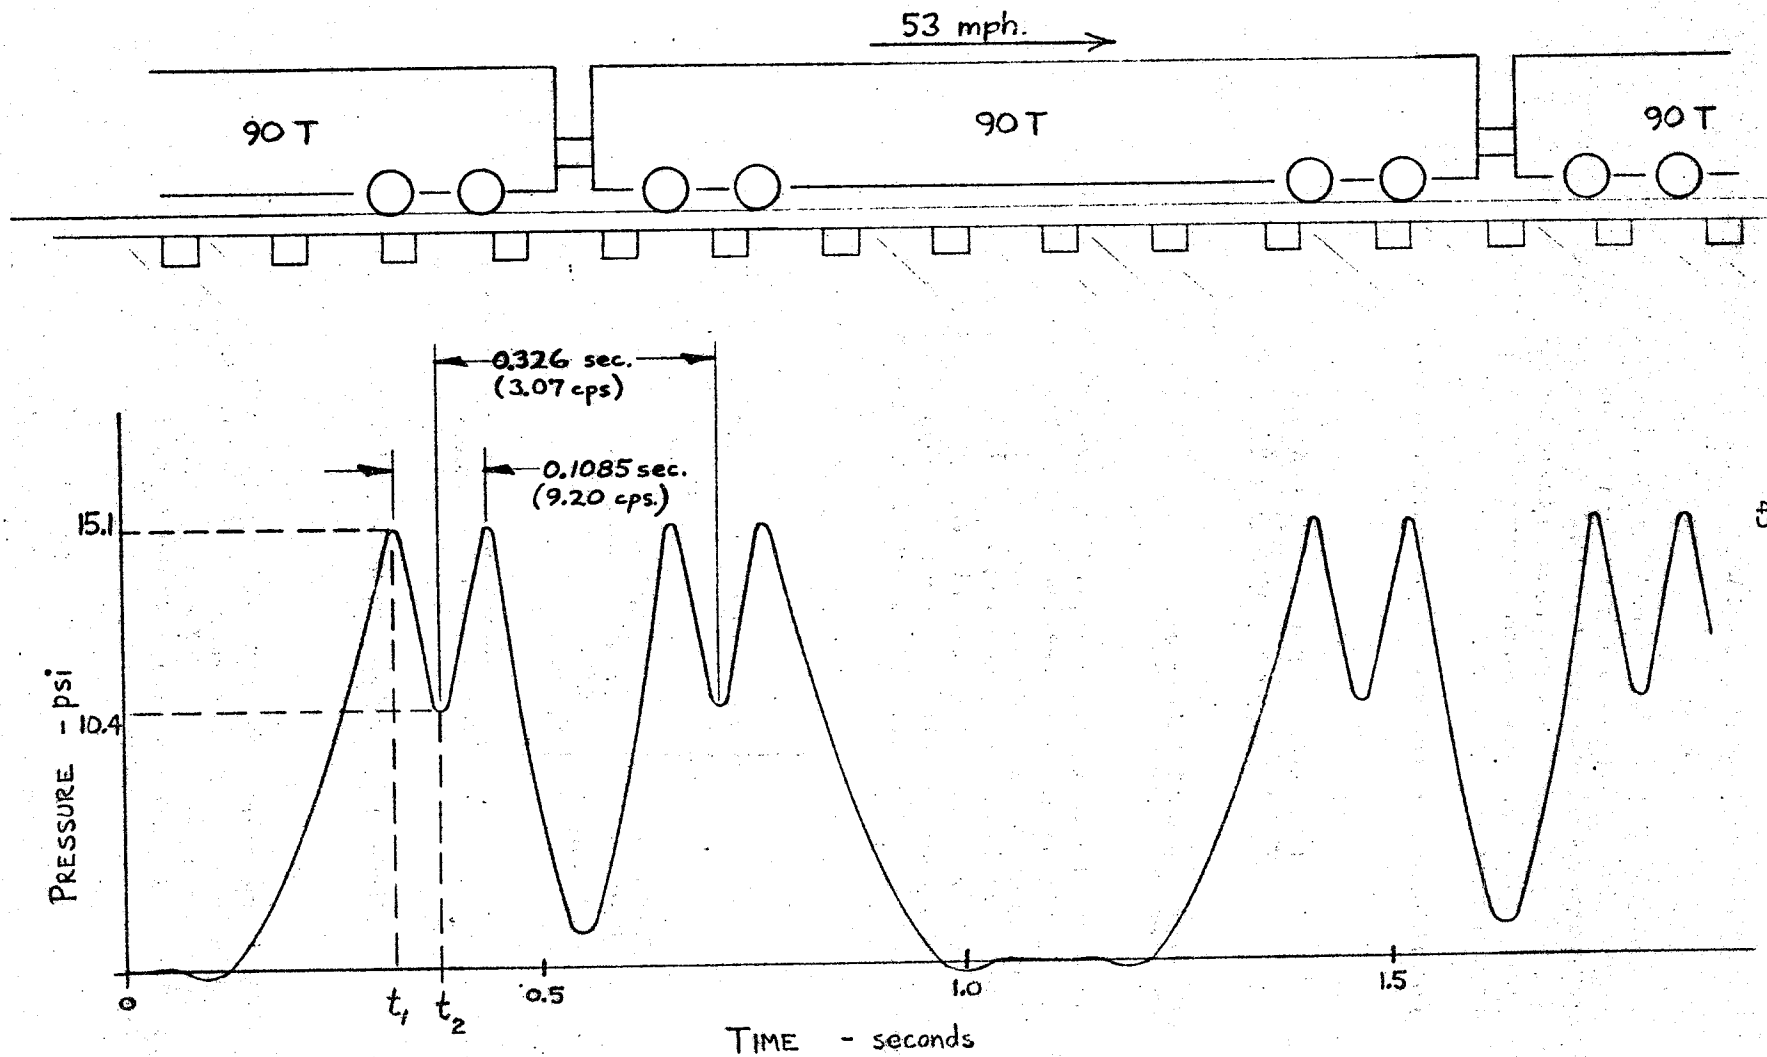 53 mph.
90 T
90 T
90 T
0.326 sec.
(3.07 cps)
0.1085 sec.
(9.20 cps.)
15.1
10.4
PRESSURE - psi
0
t₁
t₂
0.5
1.0
1.5
TIME - seconds